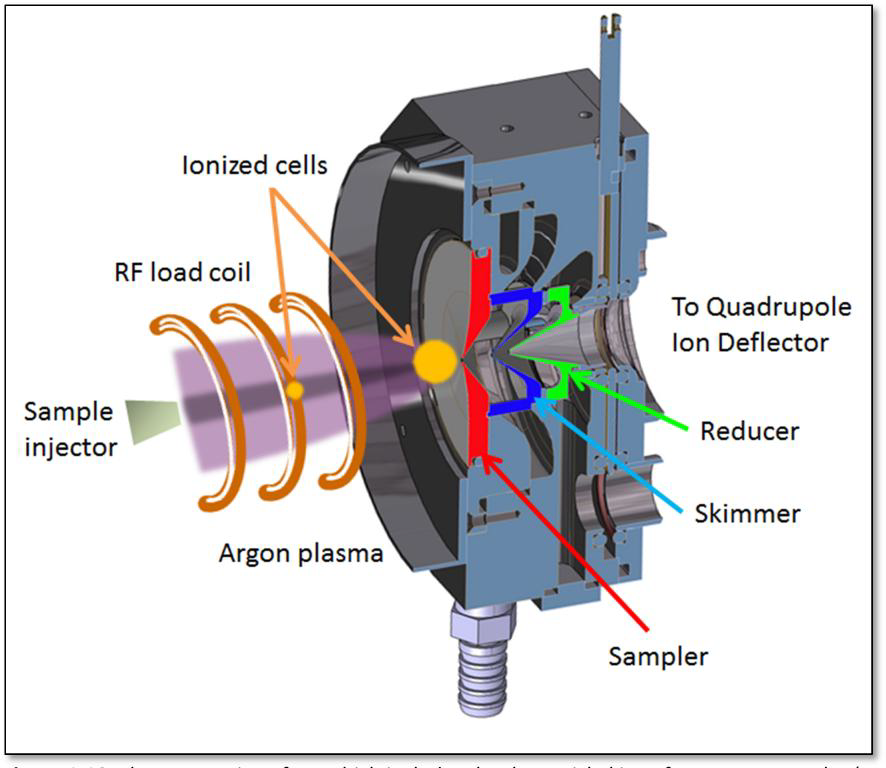 Ionized cells
RF load coil
To Quadrupole
Ion Deflector
Sample
injector
Reducer
Skimmer
Argon plasma
Sampler